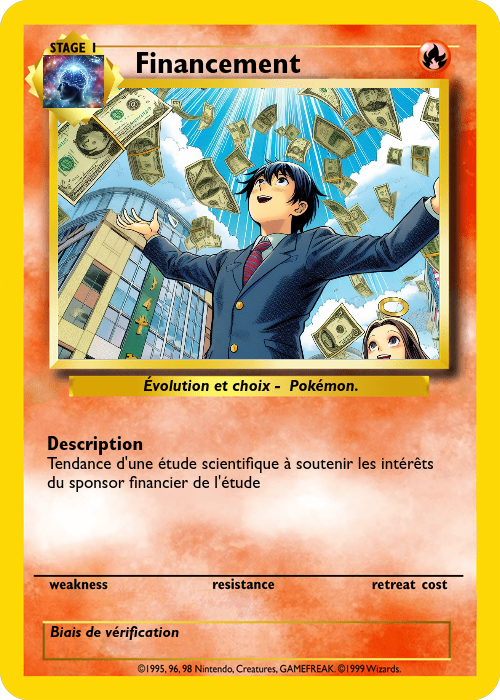 STAGE 1
Financement
Évolution et choix - Pokémon.
Description
Tendance d'une étude scientifique à soutenir les intérêts
du sponsor financier de l'étude
weakness resistance retreat cost
Biais de vérification
©1995, 96, 98 Nintendo, Creatures, GAMEFREAK. ©1999 Wizards.